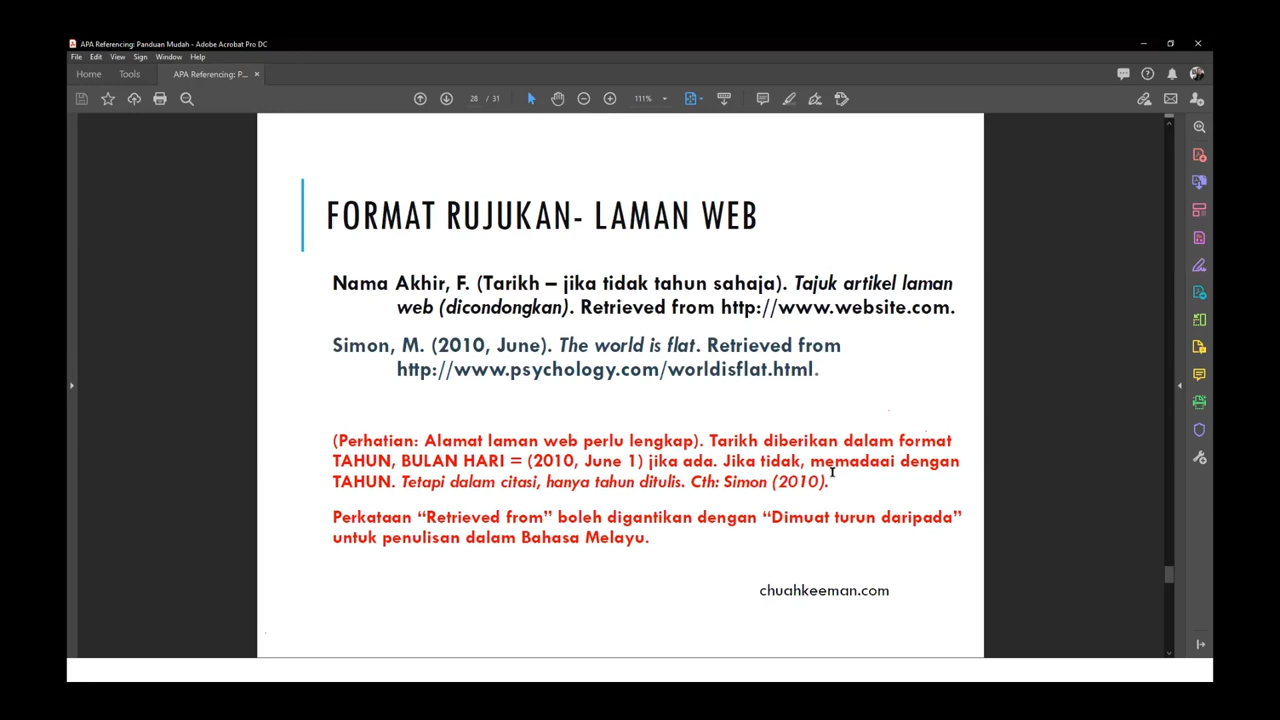 APA Referencing: Panduan Mudah - Adobe Acrobat Pro DC
File Edit View Sign Window Help
Home Tools APA Referencing: P... ×
28 / 31 111%
FORMAT RUJUKAN- LAMAN WEB
Nama Akhir, F. (Tarikh – jika tidak tahun sahaja). Tajuk artikel laman
web (dicondongkan). Retrieved from http://www.website.com.
Simon, M. (2010, June). The world is flat. Retrieved from
http://www.psychology.com/worldisflat.html.
(Perhatian: Alamat laman web perlu lengkap). Tarikh diberikan dalam format
TAHUN, BULAN HARI = (2010, June 1) jika ada. Jika tidak, memadaai dengan
TAHUN. Tetapi dalam citasi, hanya tahun ditulis. Cth: Simon (2010).
Perkataan “Retrieved from” boleh digantikan dengan “Dimuat turun daripada”
untuk penulisan dalam Bahasa Melayu.
chuahkeeman.com